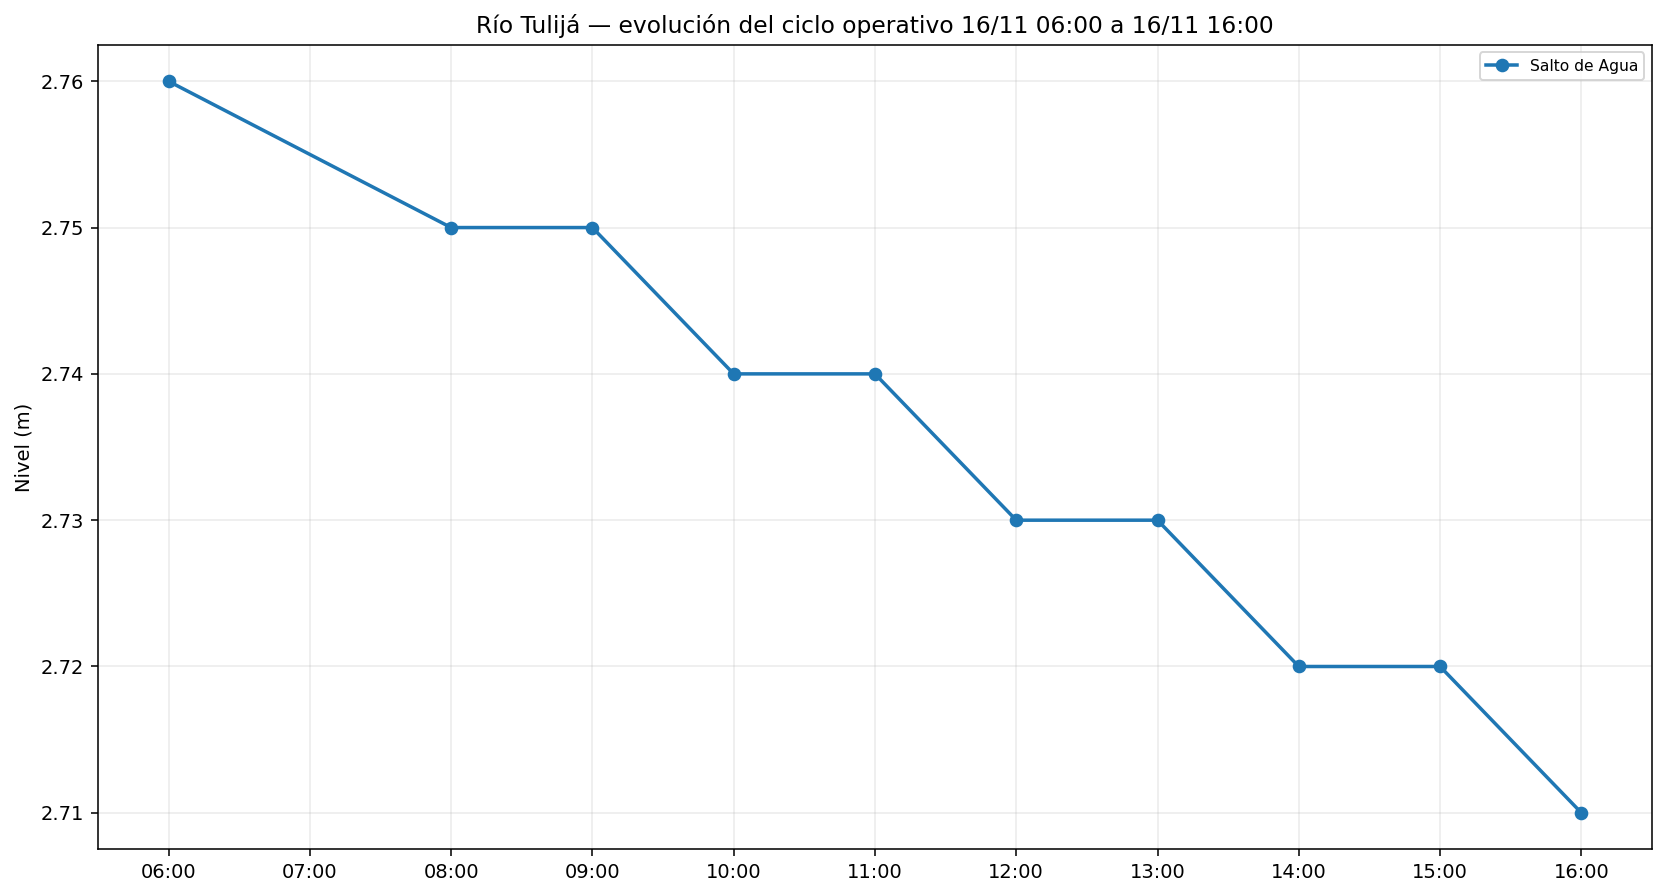 Río Tulijá — evolución del ciclo operativo 16/11 06:00 a 16/11 16:00
Salto de Agua
Nivel (m)
2.76
2.75
2.74
2.73
2.72
2.71
06:00 07:00 08:00 09:00 10:00 11:00 12:00 13:00 14:00 15:00 16:00